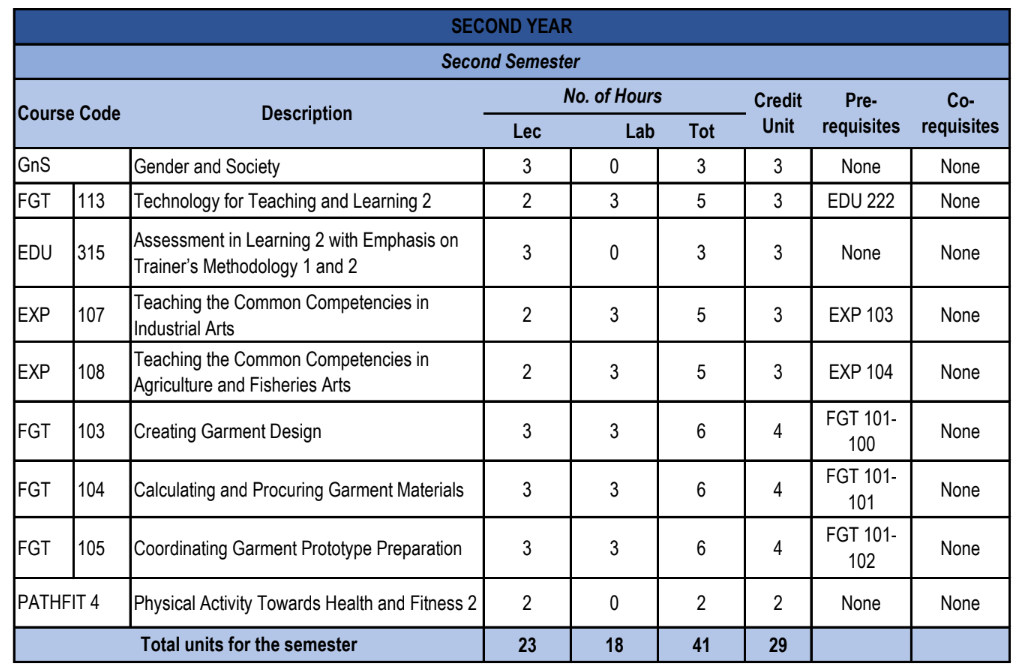 SECOND YEAR
Second Semester
Course Code Description No. of Hours Credit Unit Pre-requisites Co-requisites
Lec Lab Tot
GnS Gender and Society 3 0 3 3 None None
FGT 113 Technology for Teaching and Learning 2 2 3 5 3 EDU 222 None
EDU 315 Assessment in Learning 2 with Emphasis on
Trainer's Methodology 1 and 2 3 0 3 3 None None
EXP 107 Teaching the Common Competencies in
Industrial Arts 2 3 5 3 EXP 103 None
EXP 108 Teaching the Common Competencies in
Agriculture and Fisheries Arts 2 3 5 3 EXP 104 None
FGT 103 Creating Garment Design 3 3 6 4 FGT 101-
100 None
FGT 104 Calculating and Procuring Garment Materials 3 3 6 4 FGT 101-
101 None
FGT 105 Coordinating Garment Prototype Preparation 3 3 6 4 FGT 101-
102 None
PATHFIT 4 Physical Activity Towards Health and Fitness 2 2 0 2 2 None None
Total units for the semester 23 18 41 29